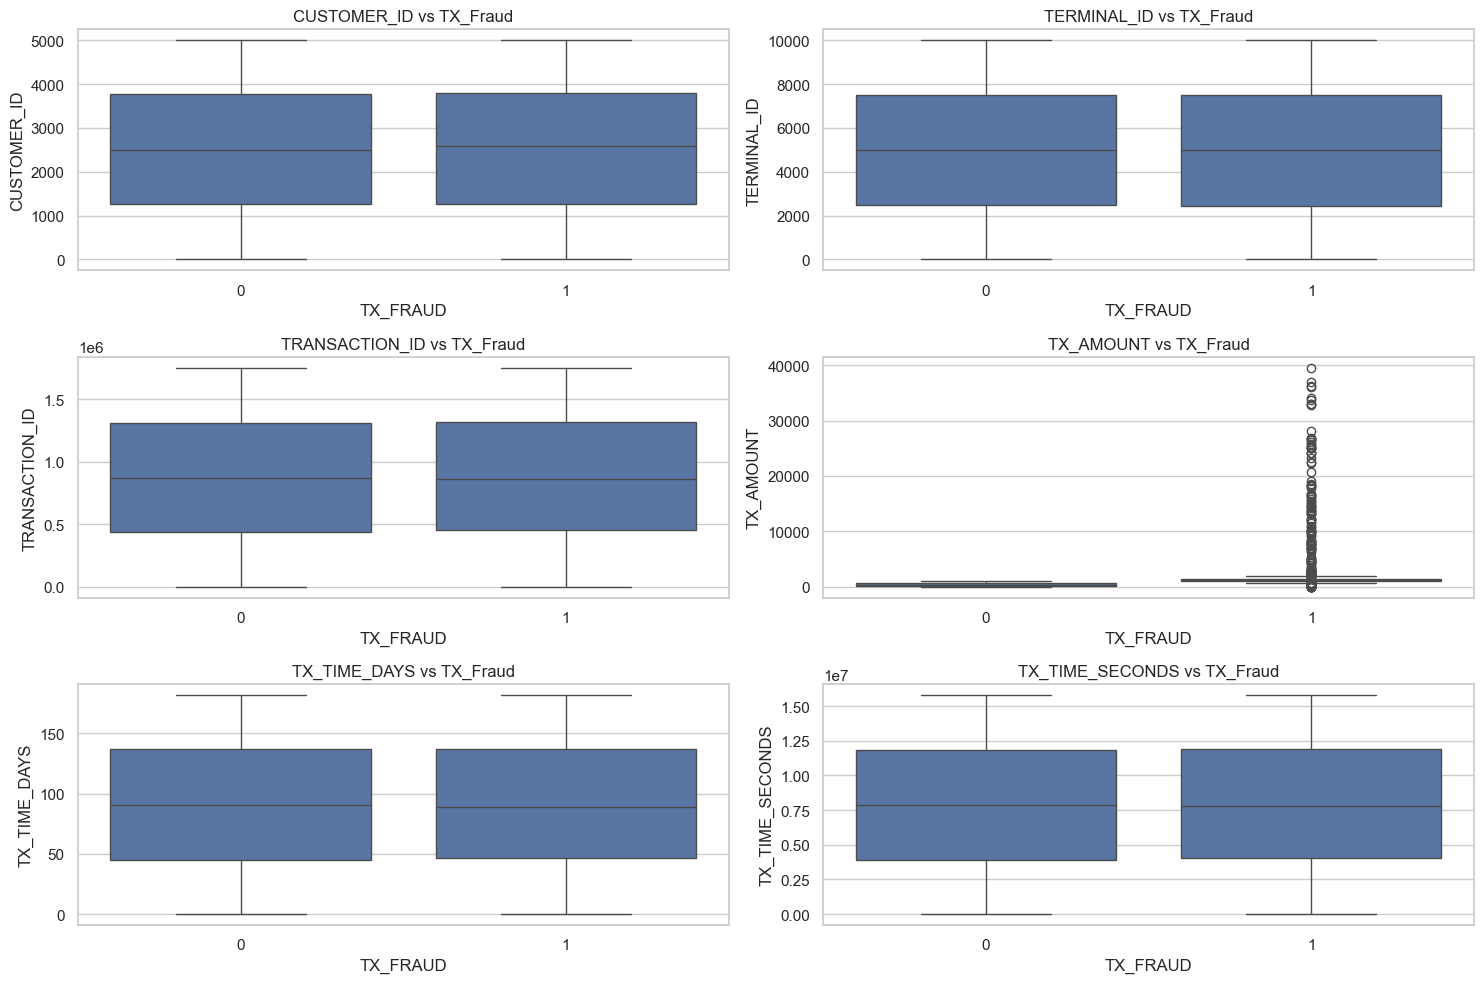 CUSTOMER_ID vs TX_Fraud
CUSTOMER_ID
5000
4000
3000
2000
1000
0
0
1
TX_FRAUD
TERMINAL_ID vs TX_Fraud
TERMINAL_ID
10000
8000
6000
4000
2000
0
0
1
TX_FRAUD
TRANSACTION_ID vs TX_Fraud
1e6
TRANSACTION_ID
1.5
1.0
0.5
0.0
0
1
TX_FRAUD
TX_AMOUNT vs TX_Fraud
TX_AMOUNT
40000
30000
20000
10000
0
0
1
TX_FRAUD
TX_TIME_DAYS vs TX_Fraud
TX_TIME_DAYS
150
100
50
0
0
1
TX_FRAUD
TX_TIME_SECONDS vs TX_Fraud
1e7
TX_TIME_SECONDS
1.50
1.25
1.00
0.75
0.50
0.25
0.00
0
1
TX_FRAUD